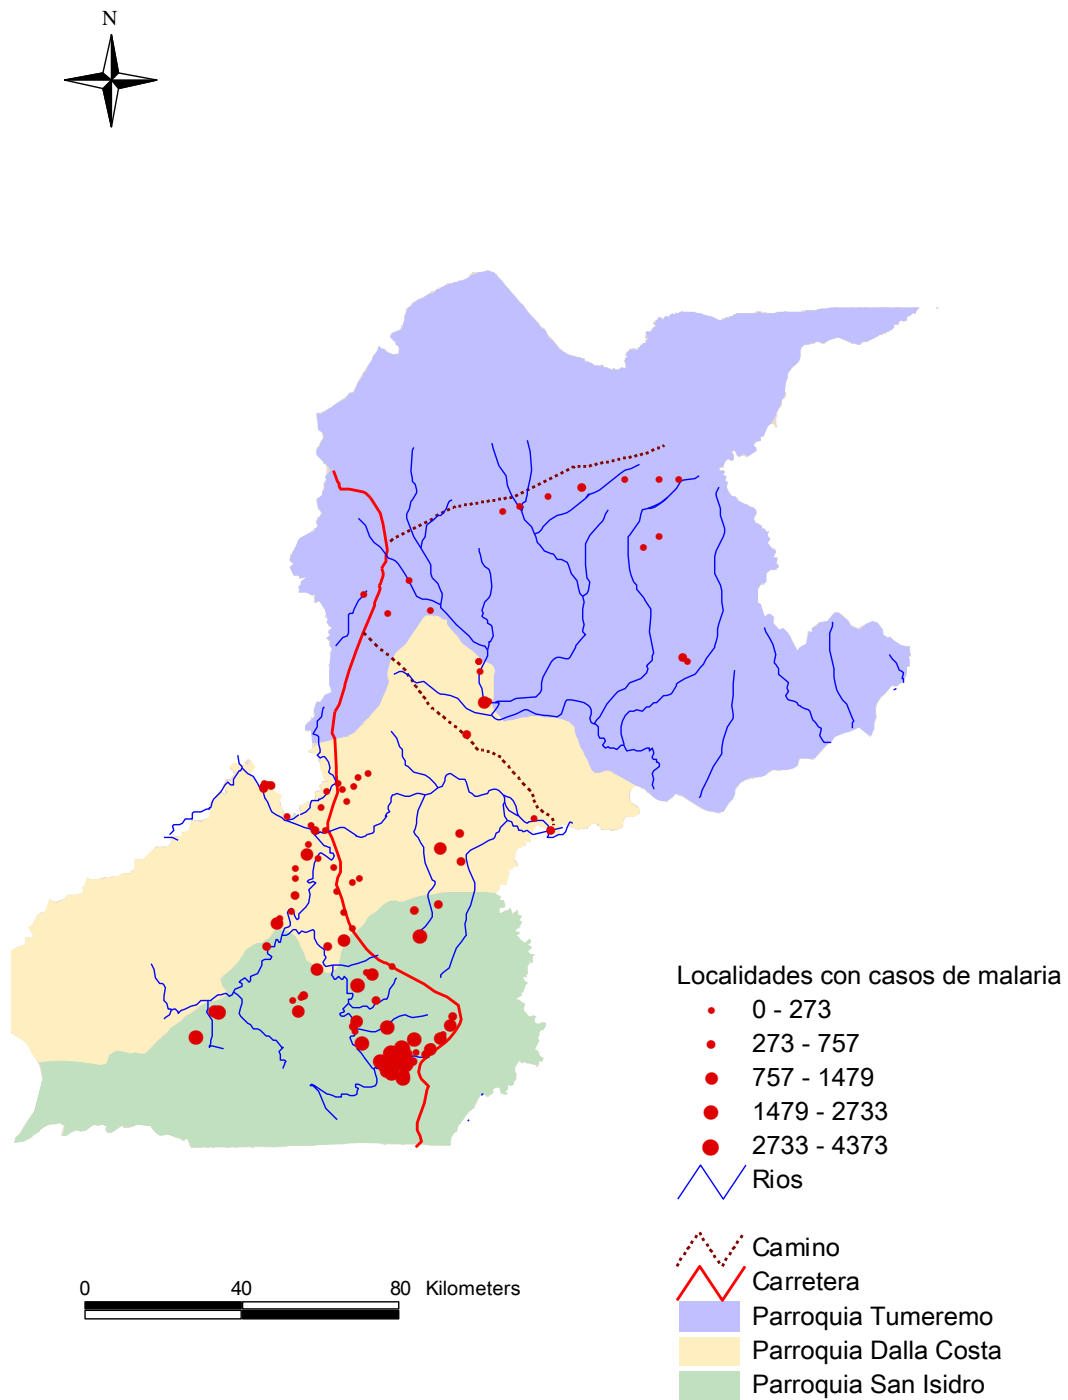 N
Localidades con casos de malaria
0 - 273
273 - 757
757 - 1479
1479 - 2733
2733 - 4373
Rios
Camino
Carretera
Parroquia Tumeremo
Parroquia Dalla Costa
Parroquia San Isidro
0 40 80 Kilometers